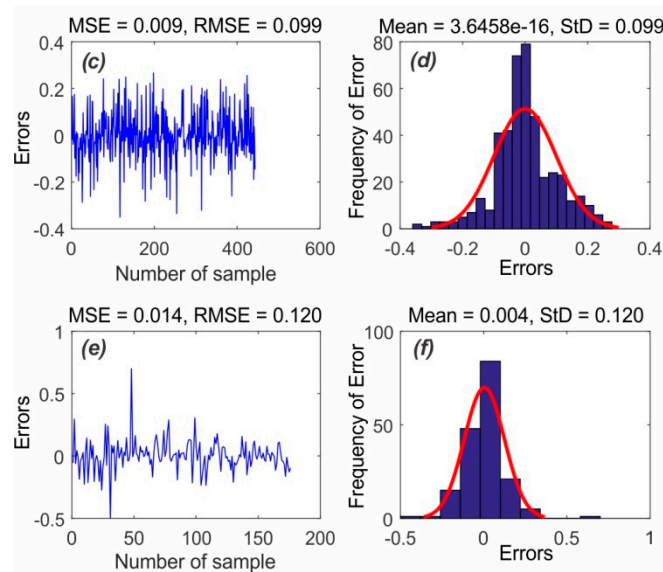 MSE = 0.009, RMSE = 0.099
(c)
0.4
0.2
0
-0.2
-0.4
Errors
0
200
400
600
Number of sample
Mean = 3.6458e-16, StD = 0.099
(d)
80
60
40
20
0
Frequency of Error
-0.4
-0.2
0
0.2
0.4
Errors
MSE = 0.014, RMSE = 0.120
(e)
1
0.5
0
-0.5
Errors
0
50
100
150
200
Number of sample
Mean = 0.004, StD = 0.120
(f)
100
50
0
Frequency of Error
-0.5
0
0.5
1
Errors